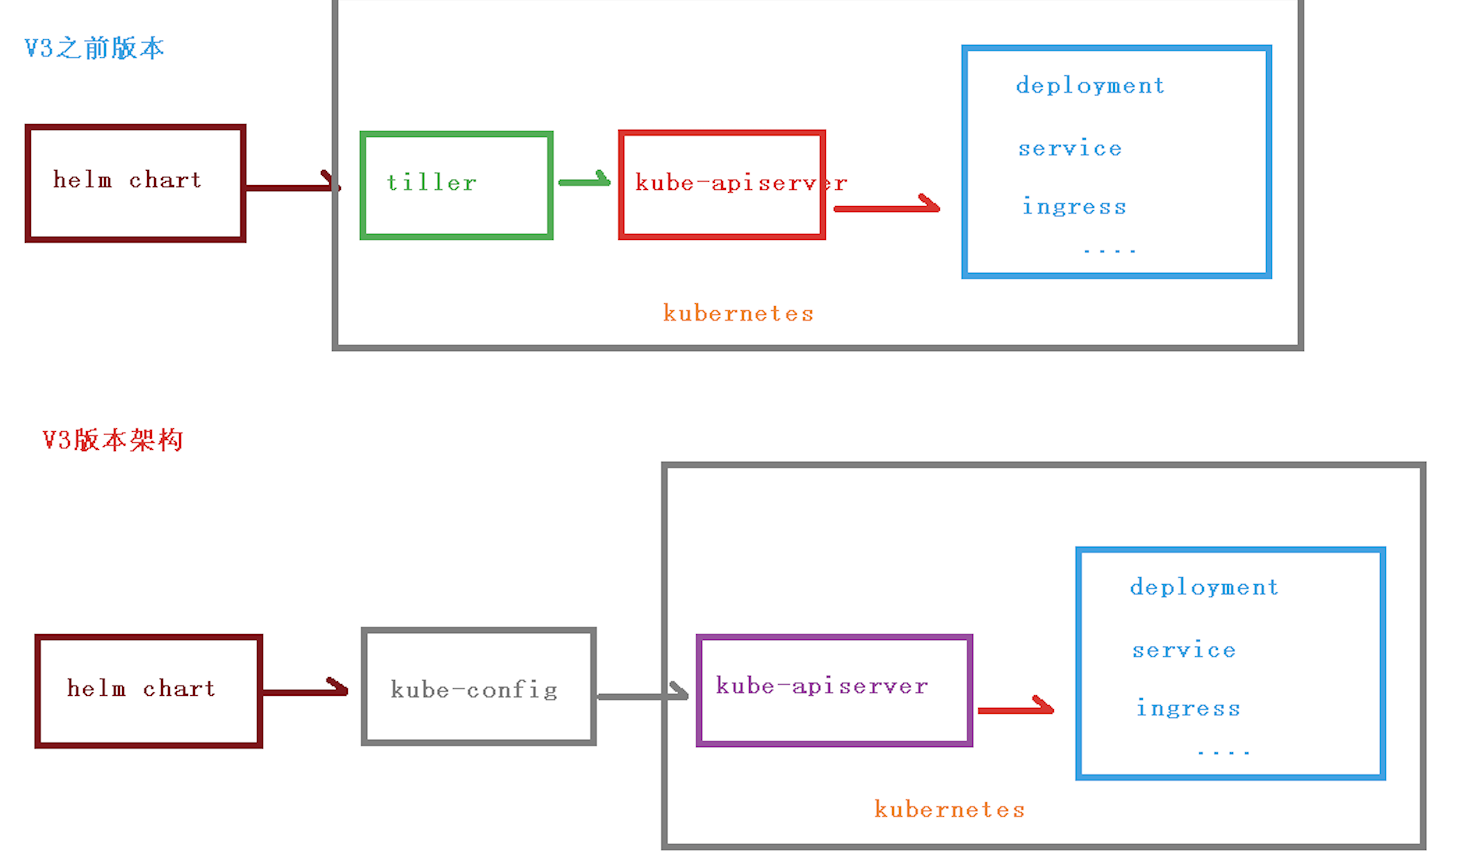 V3之前版本
helm chart
tiller
kube-apiserver
deployment
service
ingress
....
kubernetes
V3版本架构
helm chart
kube-config
kube-apiserver
deployment
service
ingress
....
kubernetes